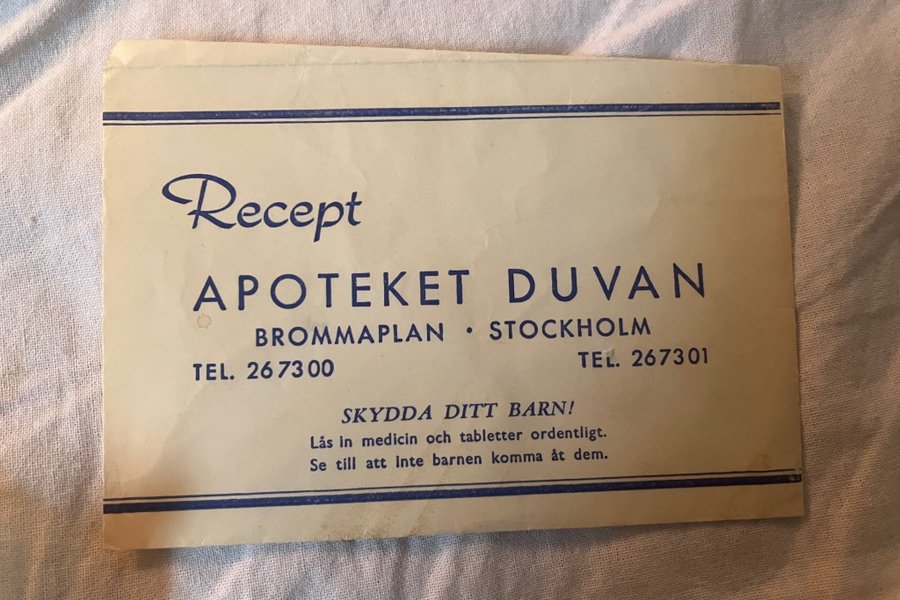 Recept
APOTEKET DUVAN
BROMMAPLAN · STOCKHOLM
TEL. 267300 TEL. 267301
SKYDDA DITT BARN!
Lås in medicin och tabletter ordentligt.
Se till att inte barnen komma åt dem.